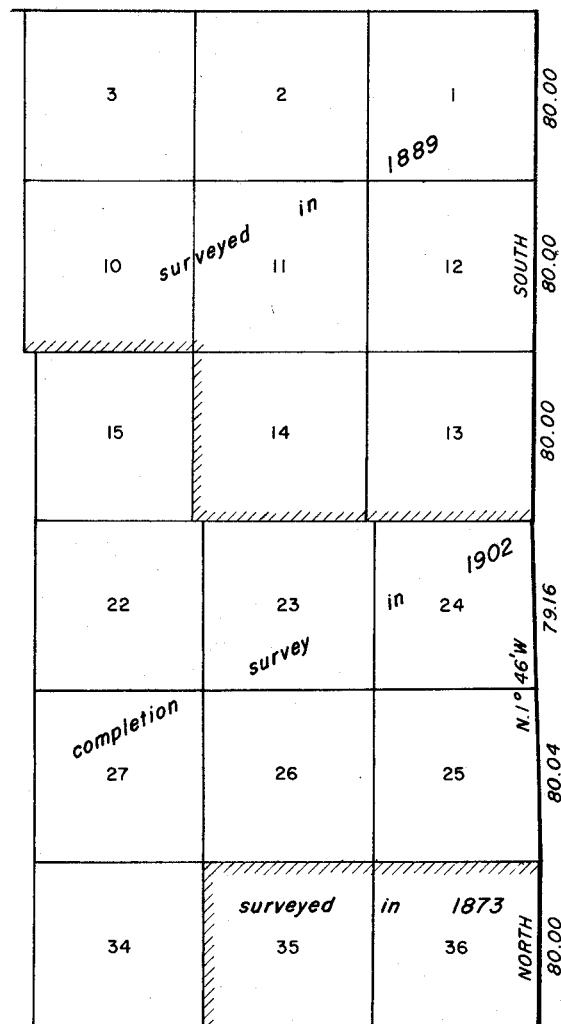 3 2 1 80.00
surveyed in 1889
10 11 12 SOUTH 80.00
15 14 13 80.00
completion survey in 1902
22 23 24 79.16
N.1° 46'W
27 26 25 80.04
surveyed in 1873
34 35 36 NORTH 80.00